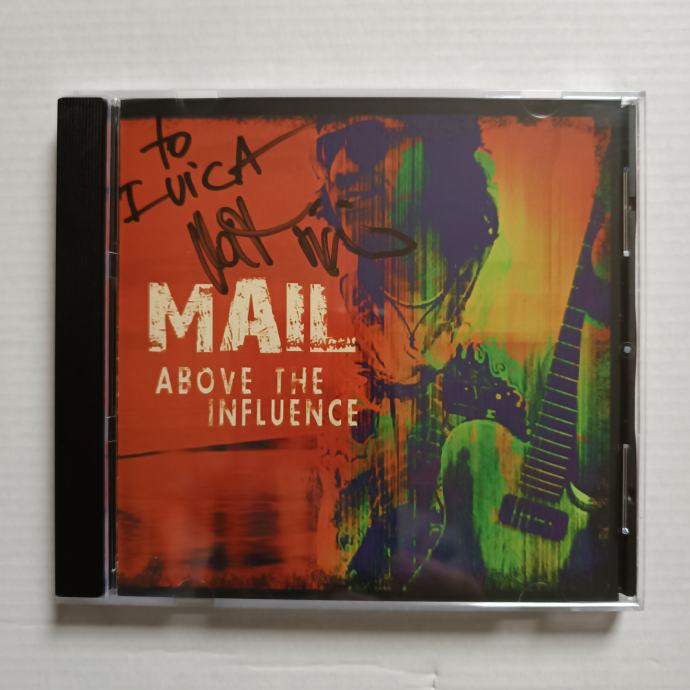 to
IVICA
MAIL
ABOVE THE
INFLUENCE